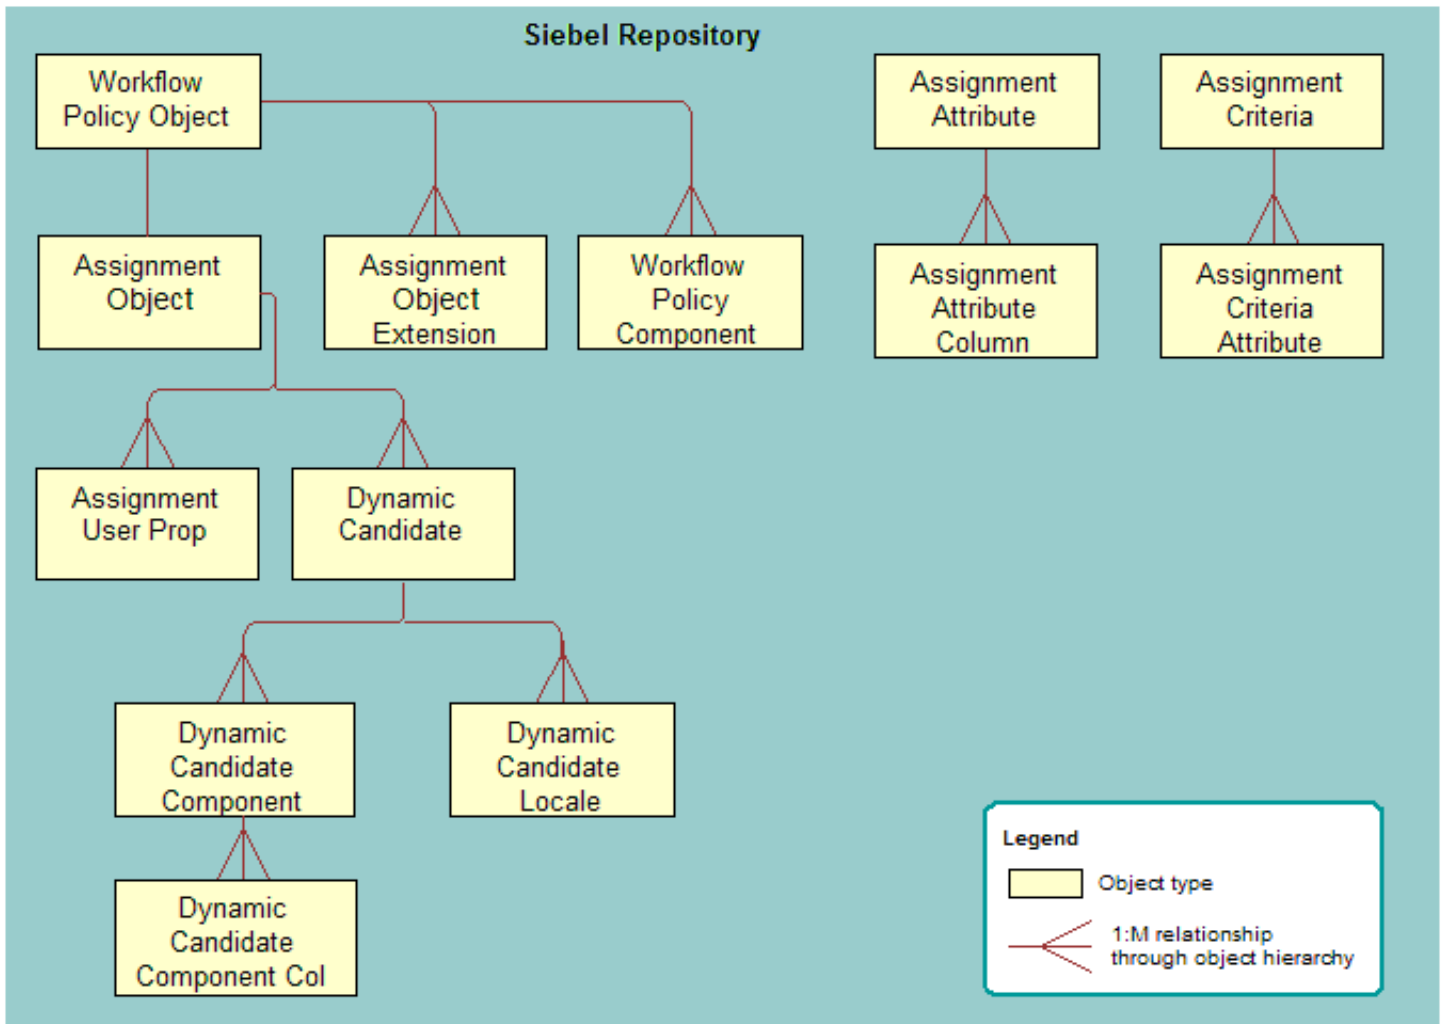 Siebel Repository
Workflow
Policy Object
Assignment
Attribute
Assignment
Criteria
Assignment
Object
Assignment
Object
Extension
Workflow
Policy
Component
Assignment
Attribute
Column
Assignment
Criteria
Attribute
Assignment
User Prop
Dynamic
Candidate
Dynamic
Candidate
Component
Dynamic
Candidate
Locale
Dynamic
Candidate
Component Col
Legend
Object type
1:M relationship
through object hierarchy